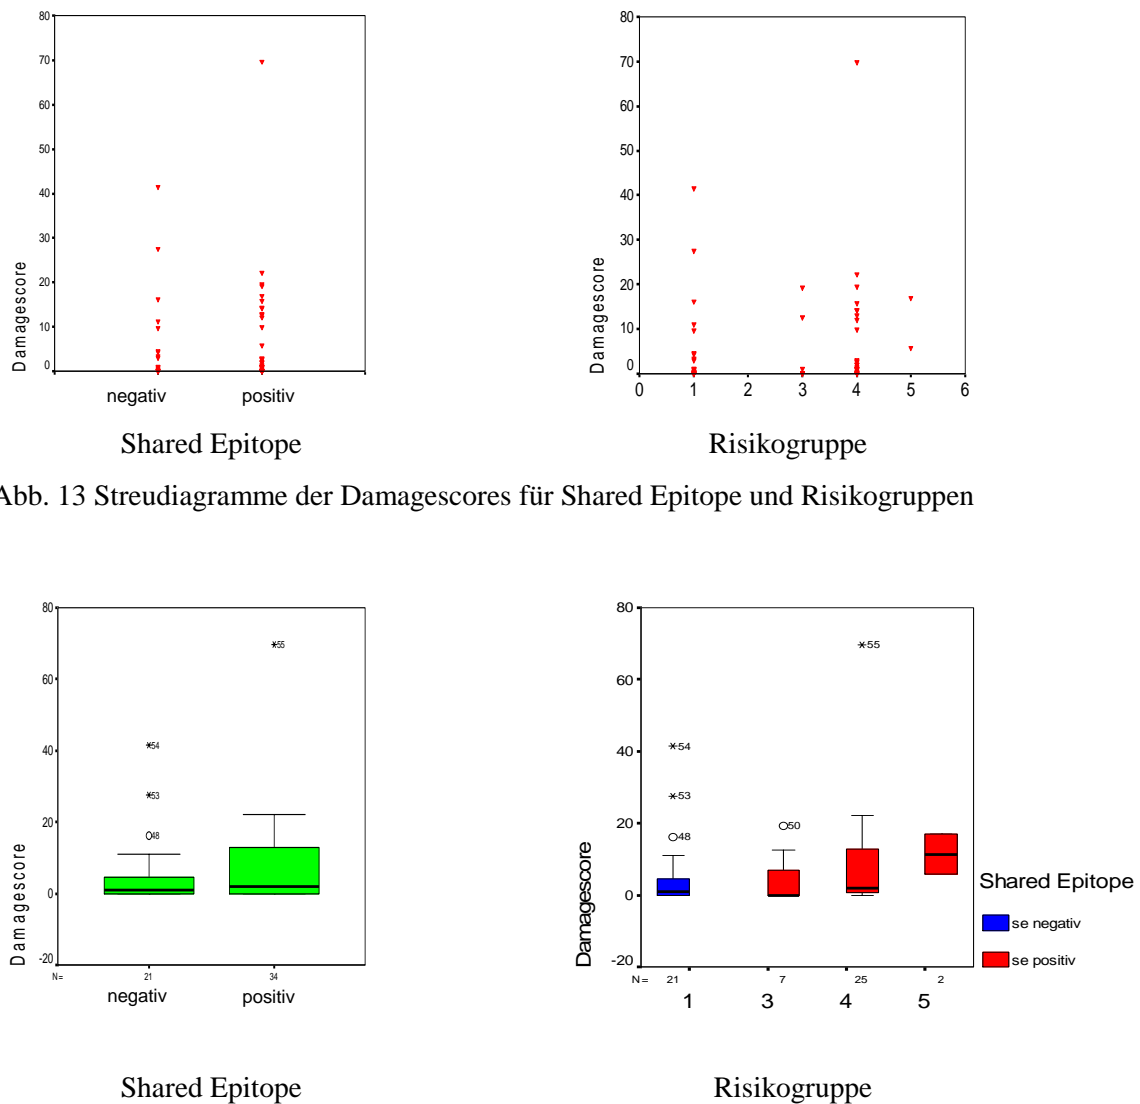 80
70
60
50
40
30
20
10
0
Damagescore
negativ positiv
Shared Epitope
80
70
60
50
40
30
20
10
0
Damagescore
0 1 2 3 4 5 6
Risikogruppe
Abb. 13 Streudiagramme der Damagescores für Shared Epitope und Risikogruppen
80
60
40
20
0
-20
Damagescore
55
54
53
48
N= 21 34
negativ positiv
Shared Epitope
80
60
40
20
0
-20
Damagescore
55
54
53
48
50
N= 21 7 25 2
1 3 4 5
Shared Epitope
se negativ
se positiv
Risikogruppe